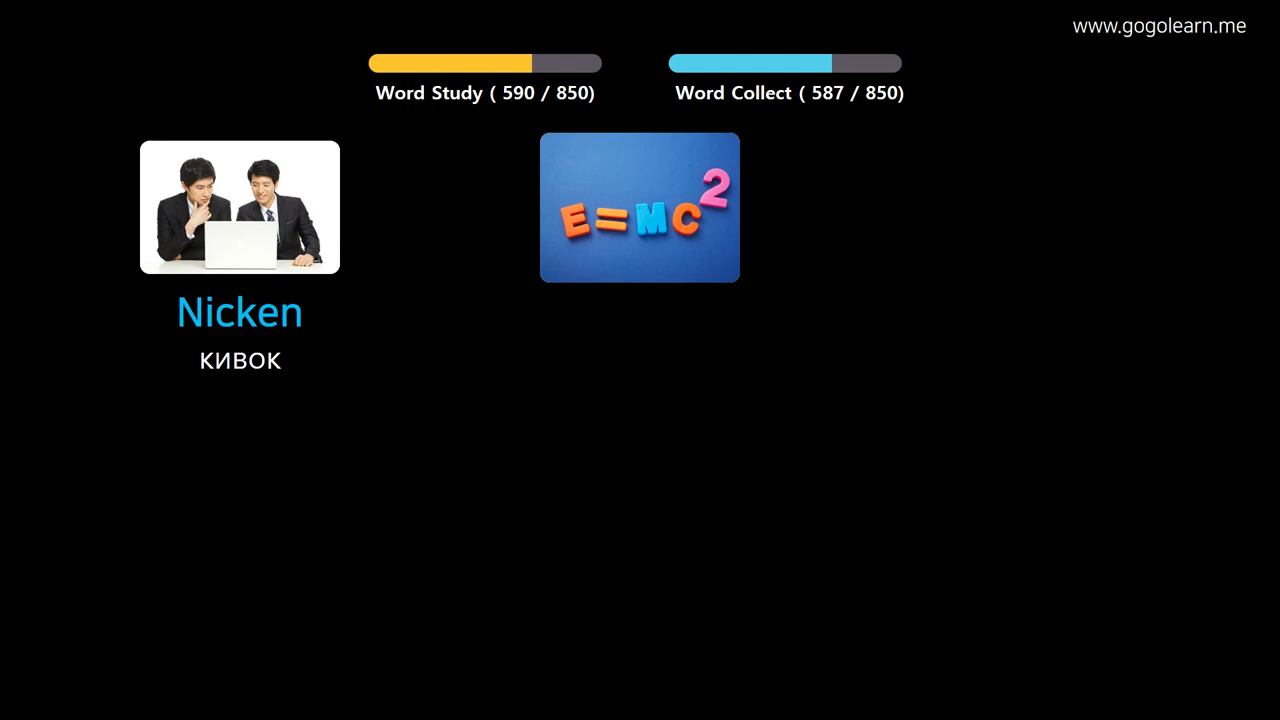 www.gogolearn.me
Word Study ( 590 / 850)
Word Collect ( 587 / 850)
E=MC2
Nicken
кивок